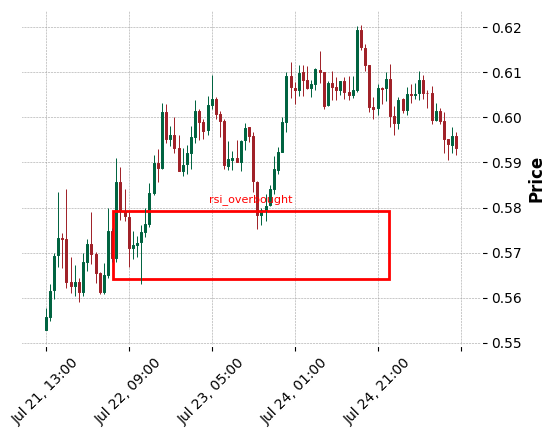 0.62
0.61
0.60
0.59
0.58
0.57
0.56
0.55
Price
rsi_overbought
Jul 21, 13:00
Jul 22, 09:00
Jul 23, 05:00
Jul 24, 01:00
Jul 24, 21:00